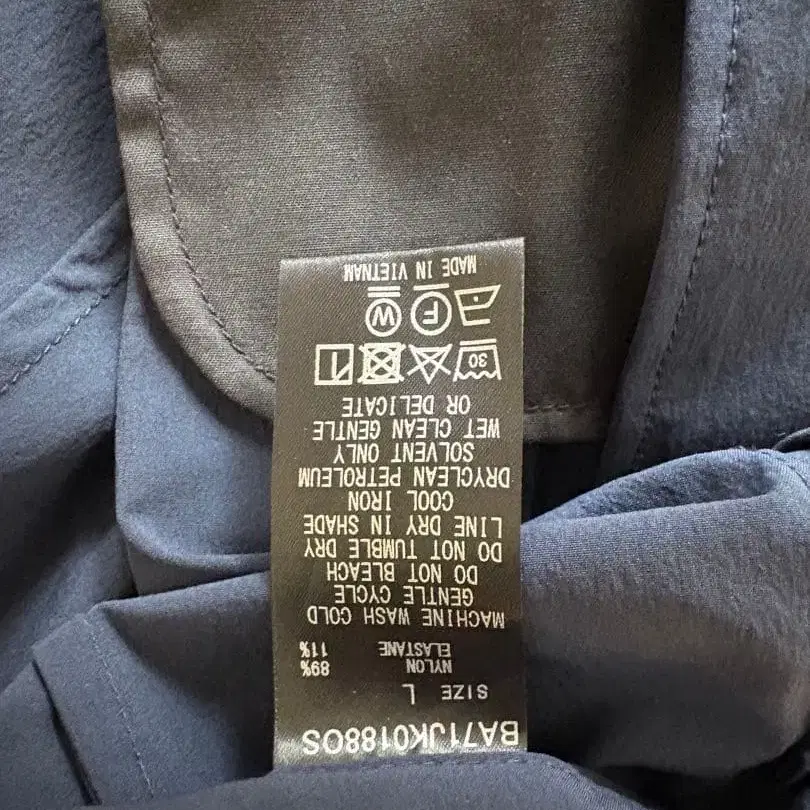 BA71JK0188OS
SIZE L
NYLON 89%
ELASTANE 11%
MACHINE WASH COLD
GENTLE CYCLE
DO NOT BLEACH
DO NOT TUMBLE DRY
LINE DRY IN SHADE
COOL IRON
DRYCLEAN PETROLEUM
SOLVENT ONLY
WET CLEAN GENTLE
OR DELICATE
30
F W
MADE IN VIETNAM